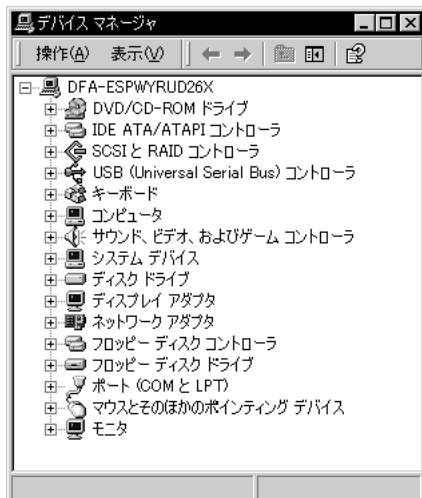 デバイス マネージャ
操作(A) 表示(V)
DFA-ESPWYRUD26X
DVD/CD-ROM ドライブ
IDE ATA/ATAPI コントローラ
SCSI と RAID コントローラ
USB (Universal Serial Bus) コントローラ
キーボード
コンピュータ
サウンド、ビデオ、およびゲーム コントローラ
システム デバイス
ディスク ドライブ
ディスプレイ アダプタ
ネットワーク アダプタ
フロッピー ディスク コントローラ
フロッピー ディスク ドライブ
ポート (COM と LPT)
マウスとそのほかのポインティング デバイス
モニタ